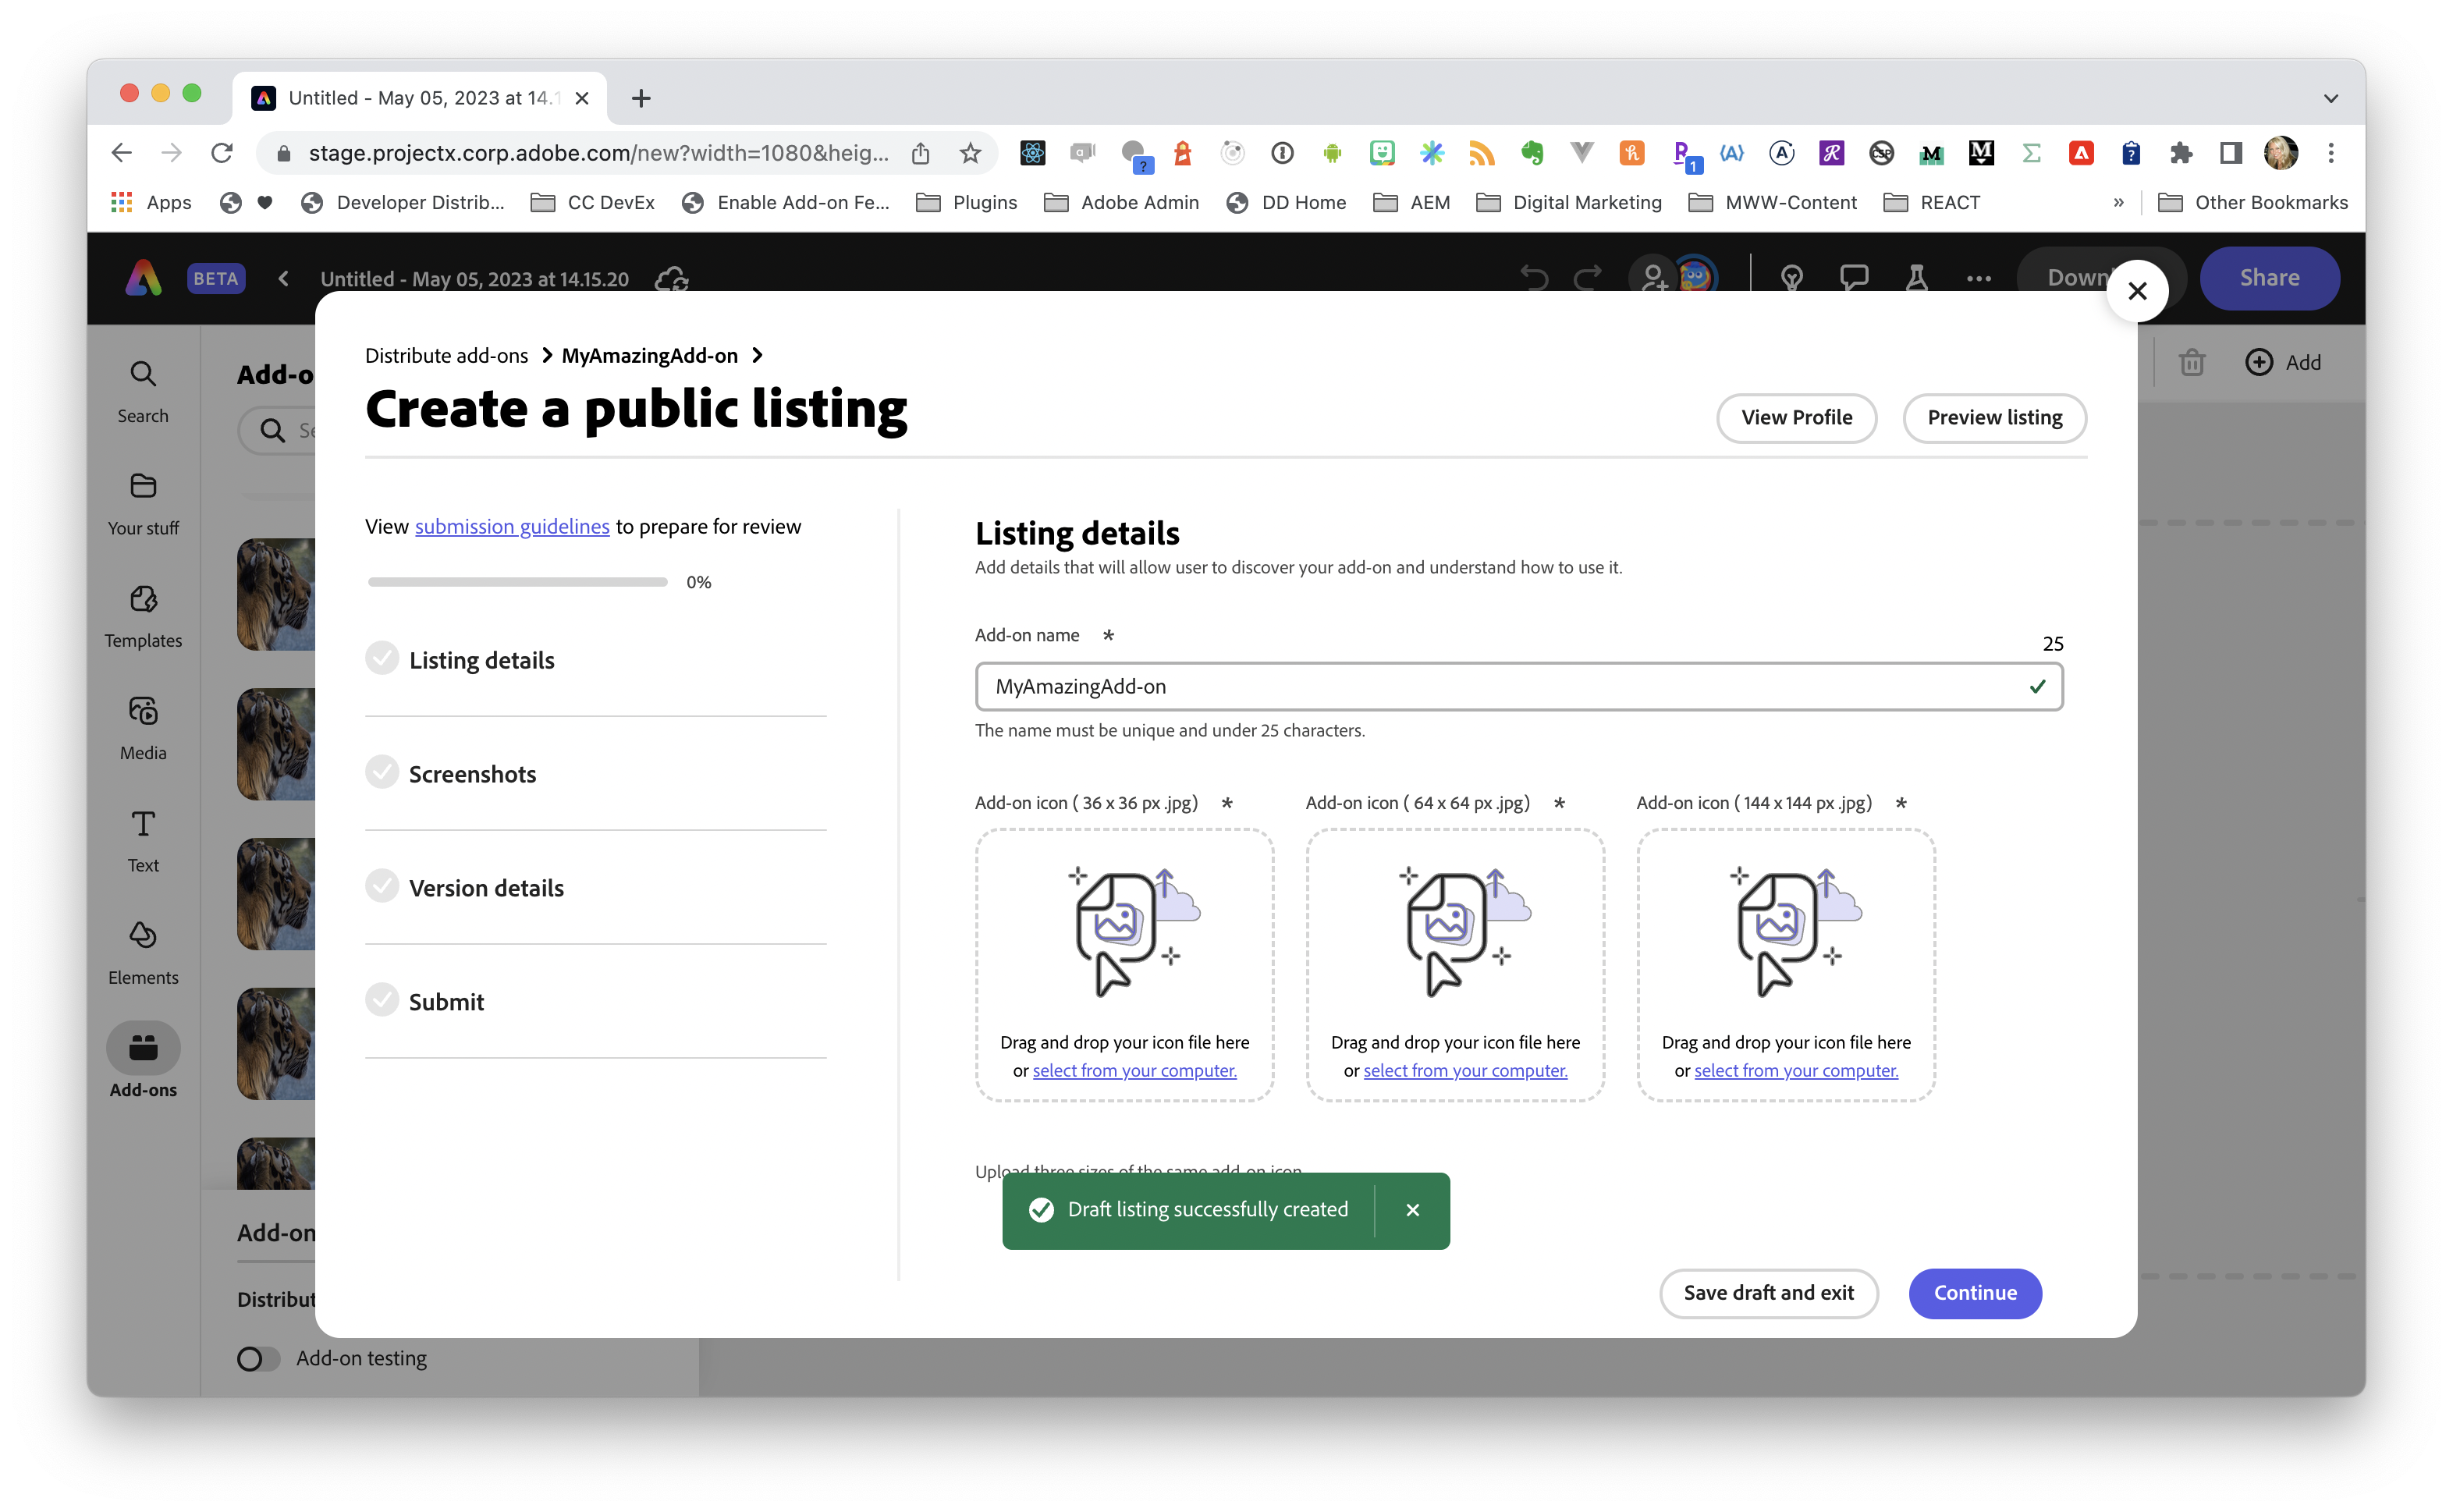 Untitled - May 05, 2023 at 14.1
stage.projectx.corp.adobe.com/new?width=1080&heig...
?
1
Apps
Developer Distrib...
CC DevEx
Enable Add-on Fe...
Plugins
Adobe Admin
DD Home
AEM
Digital Marketing
MWW-Content
REACT
»
Other Bookmarks
BETA
Untitled - May 05, 2023 at 14.15.20
Down
Share
Add
Search
Your stuff
Templates
Media
Text
Elements
Add-ons
Add-o
Se
Add-on
Distribut
Add-on testing
Distribute add-ons > MyAmazingAdd-on >
Create a public listing
View Profile
Preview listing
View submission guidelines to prepare for review
0%
Listing details
Screenshots
Version details
Submit
Listing details
Add details that will allow user to discover your add-on and understand how to use it.
Add-on name *
25
MyAmazingAdd-on
The name must be unique and under 25 characters.
Add-on icon ( 36 x 36 px .jpg) *
Drag and drop your icon file here
or select from your computer.
Add-on icon ( 64 x 64 px .jpg) *
Drag and drop your icon file here
or select from your computer.
Add-on icon ( 144 x 144 px .jpg) *
Drag and drop your icon file here
or select from your computer.
Upload three sizes of the same add-on icon
Draft listing successfully created
Save draft and exit
Continue